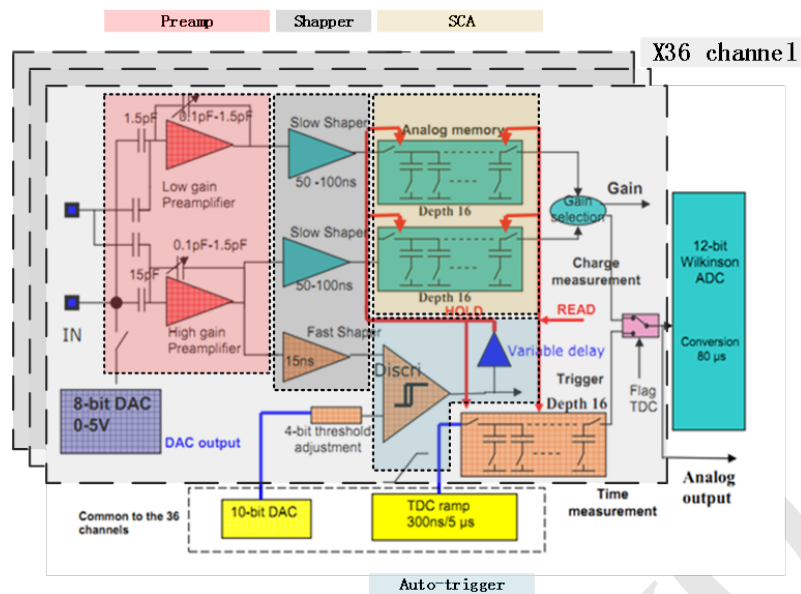 Preamp
Shapper
SCA
X36 channel
0.1pF-1.5pF
1.5pF
Slow Shaper
Analog memory
Low gain
Preamplifier
50 -100ns
Depth 16
Gain
Gain
selection
0.1pF-1.5pF
Slow Shaper
15pF
50-100ns
Depth 16
Charge
measurement
12-bit
Wilkinson
ADC
Conversion
80 µs
IN
High gain
Preamplifier
Fast Shaper
HOLD
READ
15ns
Discri
Variable delay
Trigger
Flag
TDC
8-bit DAC
0-5V
DAC output
4-bit threshold
adjustment
Depth 16
Analog
output
Time
measurement
Common to the 36
channels
10-bit DAC
TDC ramp
300ns/5 µs
Auto-trigger